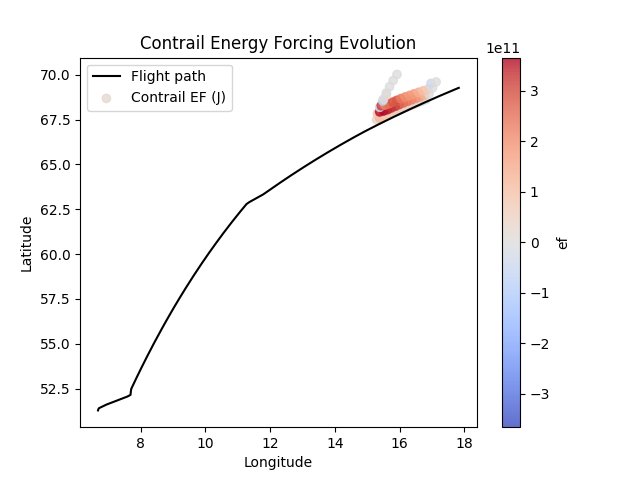 Contrail Energy Forcing Evolution
1e11
Flight path
Contrail EF (J)
70.0
67.5
65.0
62.5
60.0
57.5
55.0
52.5
Latitude
8 10 12 14 16 18
Longitude
3
2
1
0
−1
−2
−3
ef